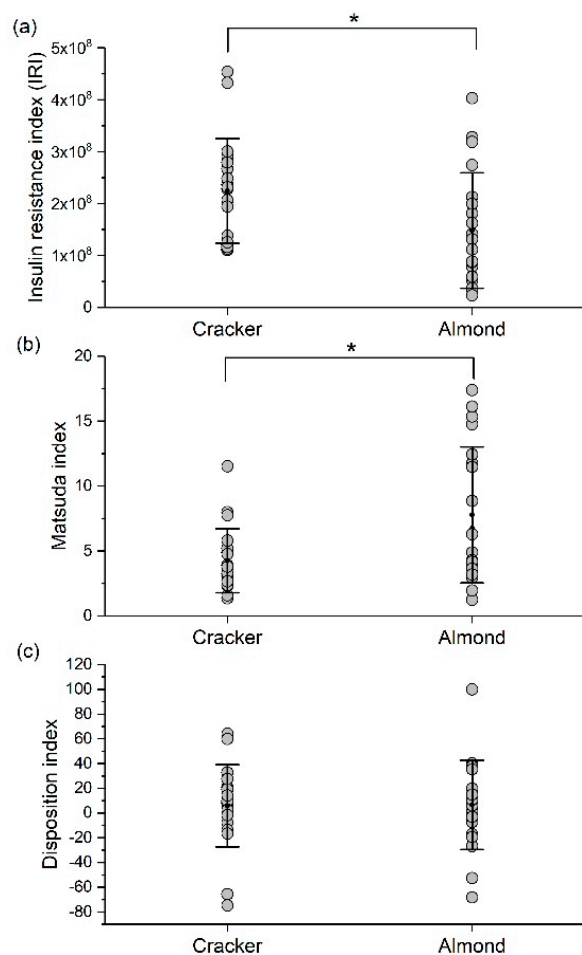 (a)
*
Insulin resistance index (IRI)
5x10⁸
4x10⁸
3x10⁸
2x10⁸
1x10⁸
0
Cracker Almond
(b)
*
Matsuda index
20
15
10
5
0
Cracker Almond
(c)
Disposition index
120
100
80
60
40
20
0
-20
-40
-60
-80
Cracker Almond